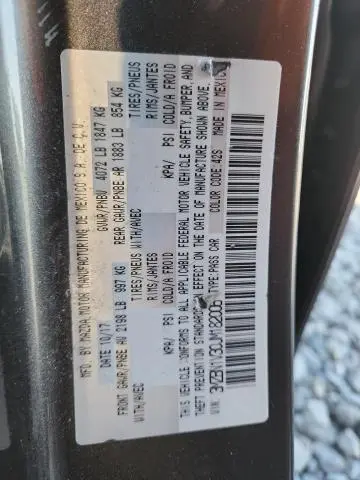 MFD. BY MAZDA MOTOR MANUFACTURING DE MEXICO S.A. DE C.V.
DATE 10/17 GVWR/PNBV 4072 LB 1847 KG
FRONT GAWR/PNBE AV 2198 LB 997 KG REAR GAWR/PNBE AR 1883 LB 854 KG
TIRES/PNEUS TIRES/PNEUS
WITH/AVEC RIMS/JANTES WITH/AVEC RIMS/JANTES
KPA/ PSI COLD/A FROID KPA/ PSI COLD/A FROID
THIS VEHICLE CONFORMS TO ALL APPLICABLE FEDERAL MOTOR VEHICLE SAFETY, BUMPER, AND
THEFT PREVENTION STANDARDS IN EFFECT ON THE DATE OF MANUFACTURE SHOWN ABOVE.
VIN: TYPE: PASS CAR COLOR CODE: 42S MADE IN MEXICO